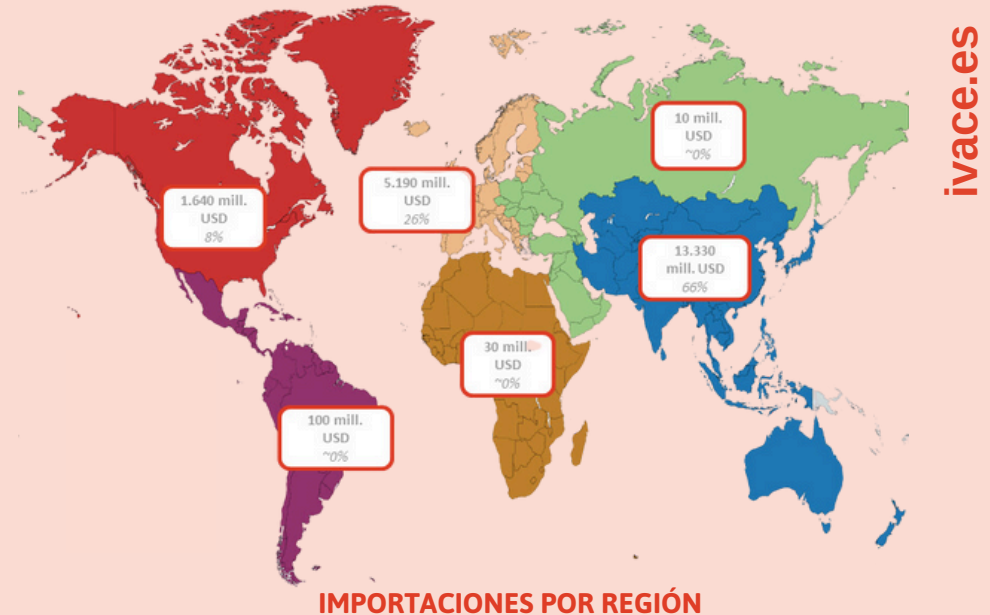 ivace.es
10 mill.
USD
~0%
5.190 mill.
USD
26%
1.640 mill.
USD
8%
13.330
mill. USD
66%
30 mill.
USD
~0%
100 mill.
USD
~0%
IMPORTACIONES POR REGIÓN